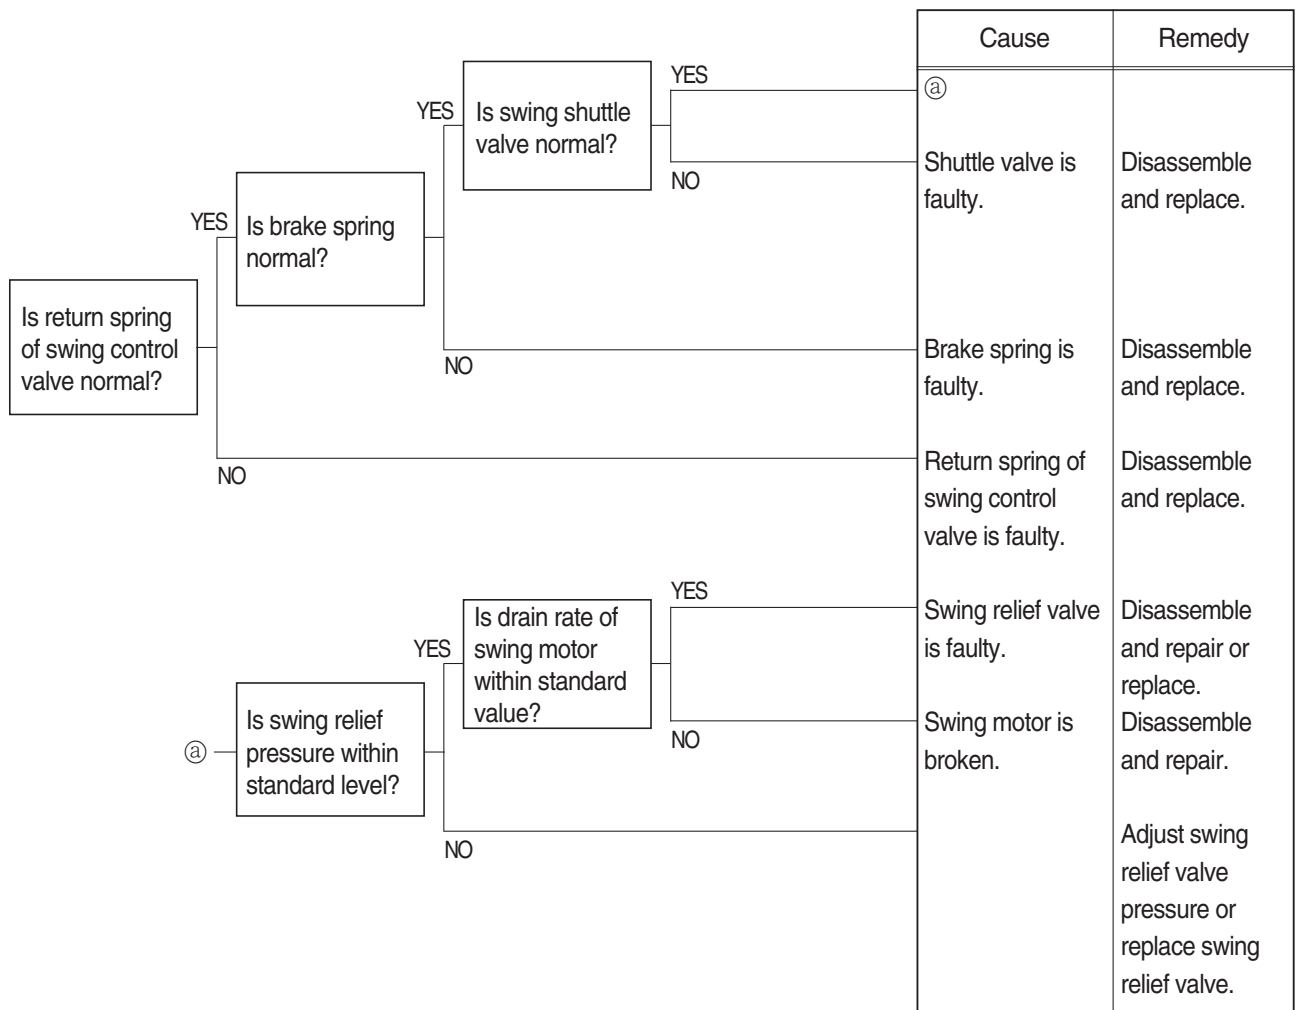 Cause
Remedy
YES
ⓐ
YES
Is swing shuttle
valve normal?
NO
Shuttle valve is
faulty.
Disassemble
and replace.
YES
Is brake spring
normal?
Is return spring
of swing control
valve normal?
NO
Brake spring is
faulty.
Disassemble
and replace.
NO
Return spring of
swing control
valve is faulty.
Disassemble
and replace.
YES
Swing relief valve
is faulty.
Disassemble
and repair or
replace.
YES
Is drain rate of
swing motor
within standard
value?
NO
Swing motor is
broken.
Disassemble
and repair.
ⓐ
Is swing relief
pressure within
standard level?
NO
Adjust swing
relief valve
pressure or
replace swing
relief valve.